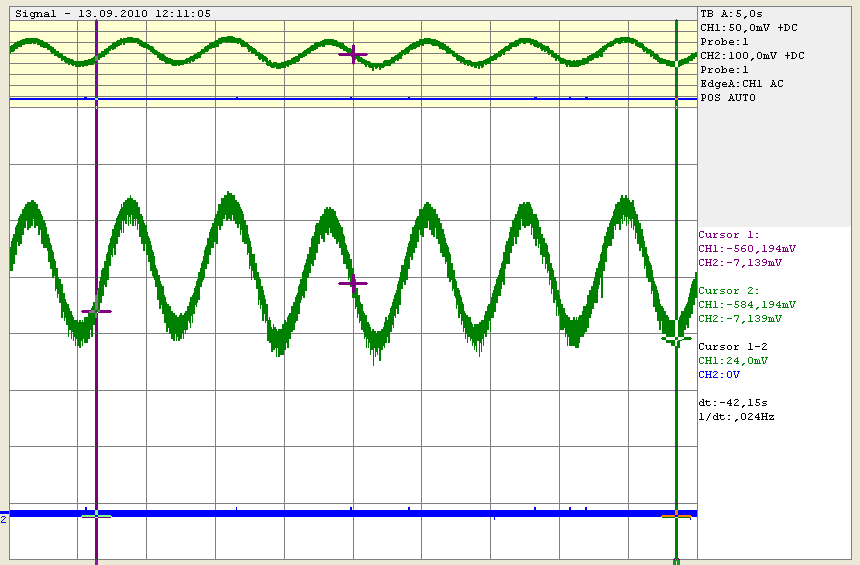 Signal - 13.09.2010 12:11:05
TB A:5,0s
CH1:50,0mV +DC
Probe:1
CH2:100,0mV +DC
Probe:1
EdgeA:CH1 AC
POS AUTO
Cursor 1:
CH1:-560,194mV
CH2:-7,139mV
Cursor 2:
CH1:-584,194mV
CH2:-7,139mV
Cursor 1-2
CH1:24,0mV
CH2:0V
dt:-42,15s
1/dt:,024Hz
2